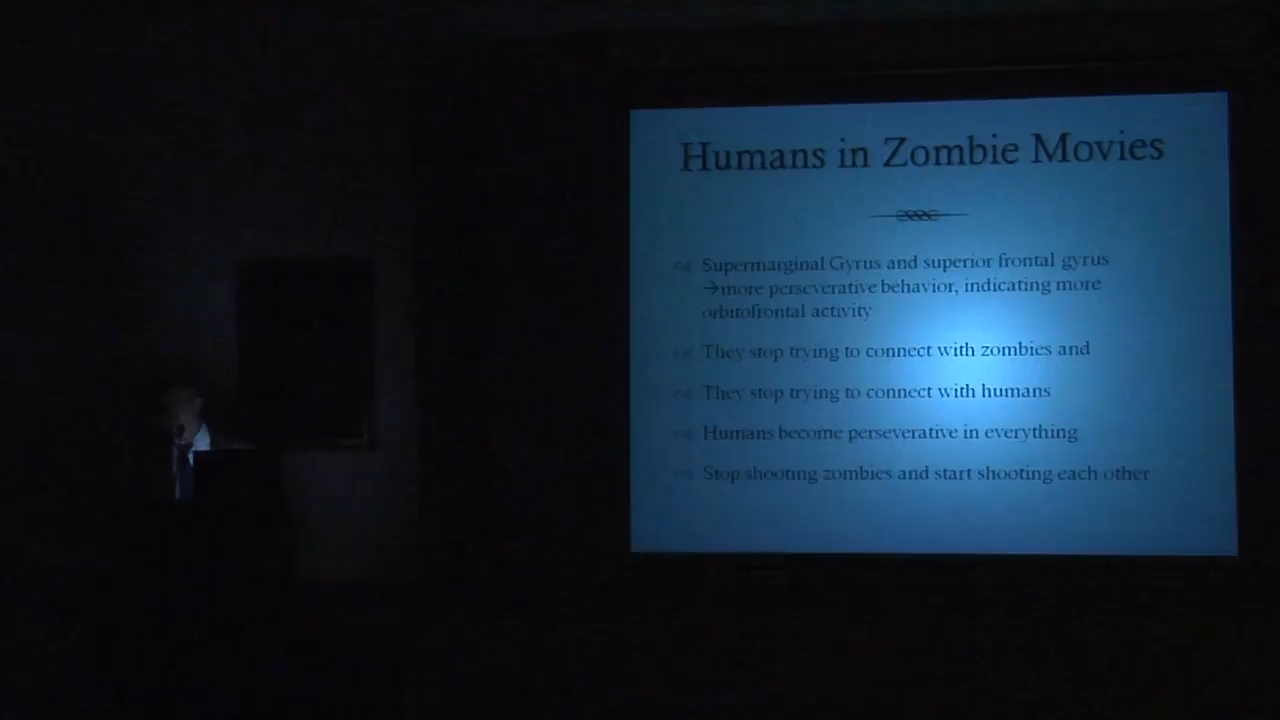 Humans in Zombie Movies
Supermarginal Gyrus and superior frontal gyrus
→more perseverative behavior, indicating more
orbitofrontal activity
They stop trying to connect with zombies and
They stop trying to connect with humans
Humans become perseverative in everything
Stop shooting zombies and start shooting each other